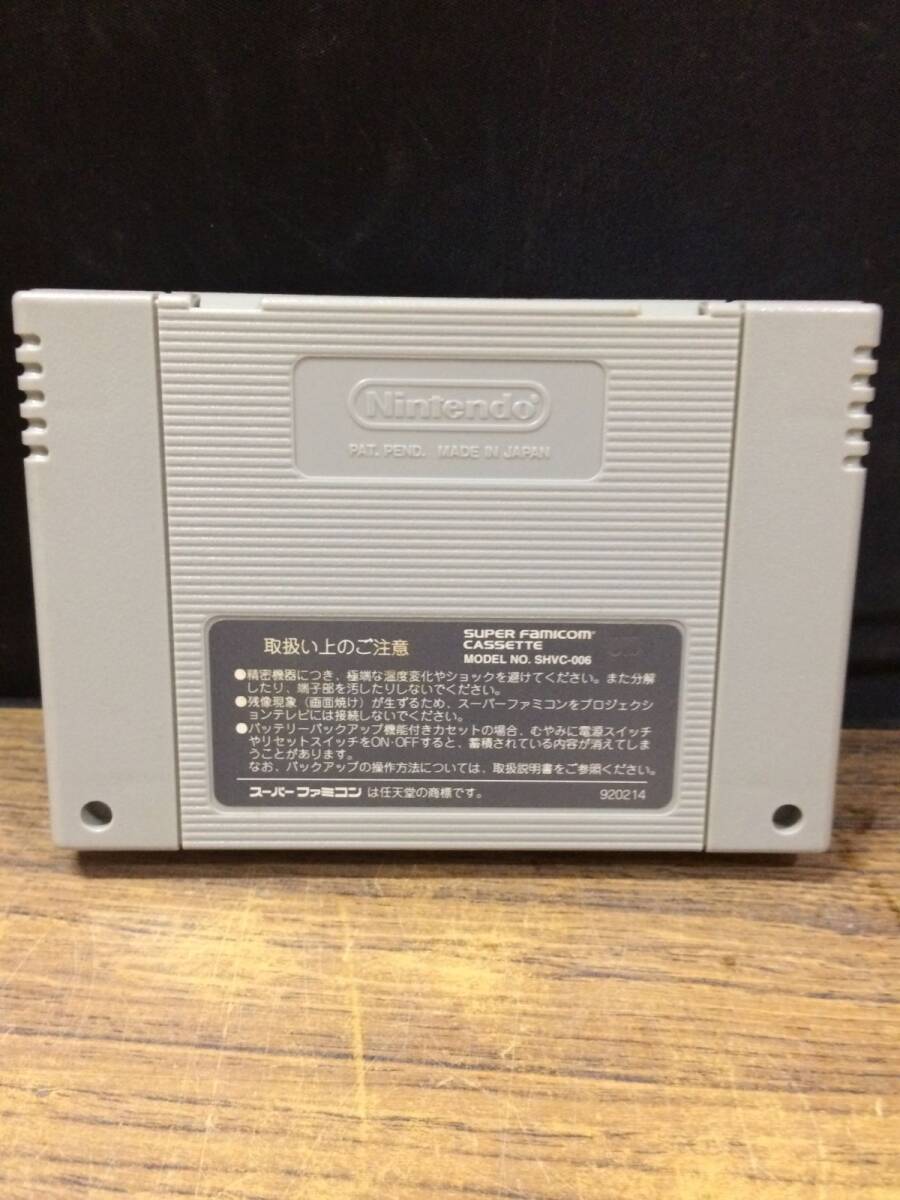 Nintendo
PAT. PEND. MADE IN JAPAN
取扱い上のご注意
SUPER FAMICOM
CASSETTE
MODEL NO. SHVC-006
●精密機器につき、極端な温度変化やショックを避けてください。また分解
したり、端子部を汚したりしないでください。
●残像現象（画面焼け）が生ずるため、スーパーファミコンをプロジェクシ
ョンテレビには接続しないでください。
●バッテリーバックアップ機能付きカセットの場合、むやみに電源スイッチ
やリセットスイッチをON・OFFすると、蓄積されている内容が消えてしま
うことがあります。
なお、バックアップの操作方法については、取扱説明書をご参照ください。
スーパーファミコンは任天堂の商標です。
920214